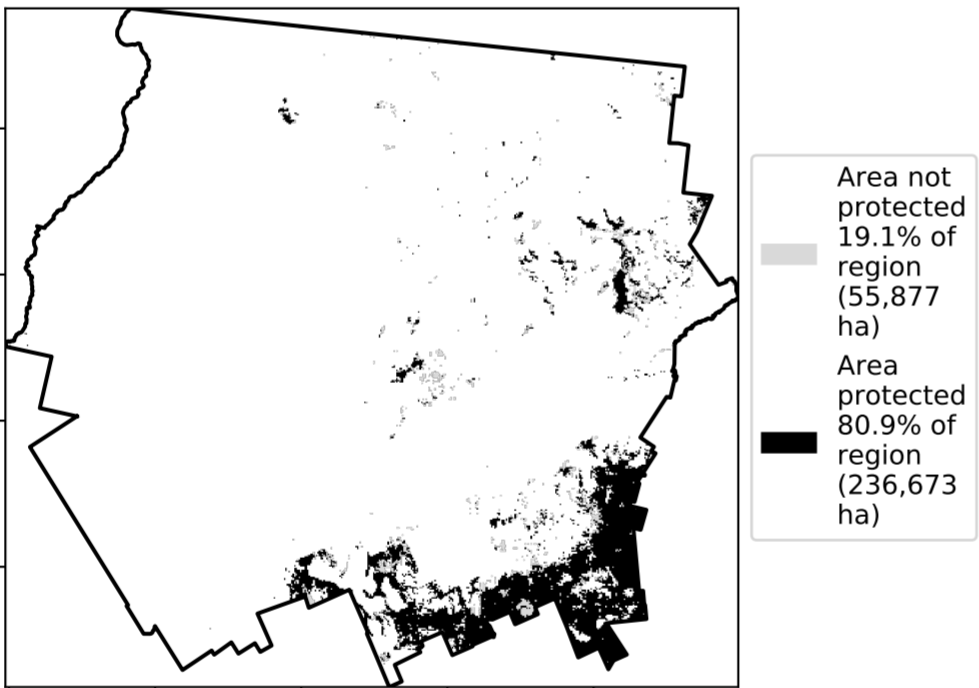 Area not
protected
19.1% of
region
(55,877
ha)
Area
protected
80.9% of
region
(236,673
ha)